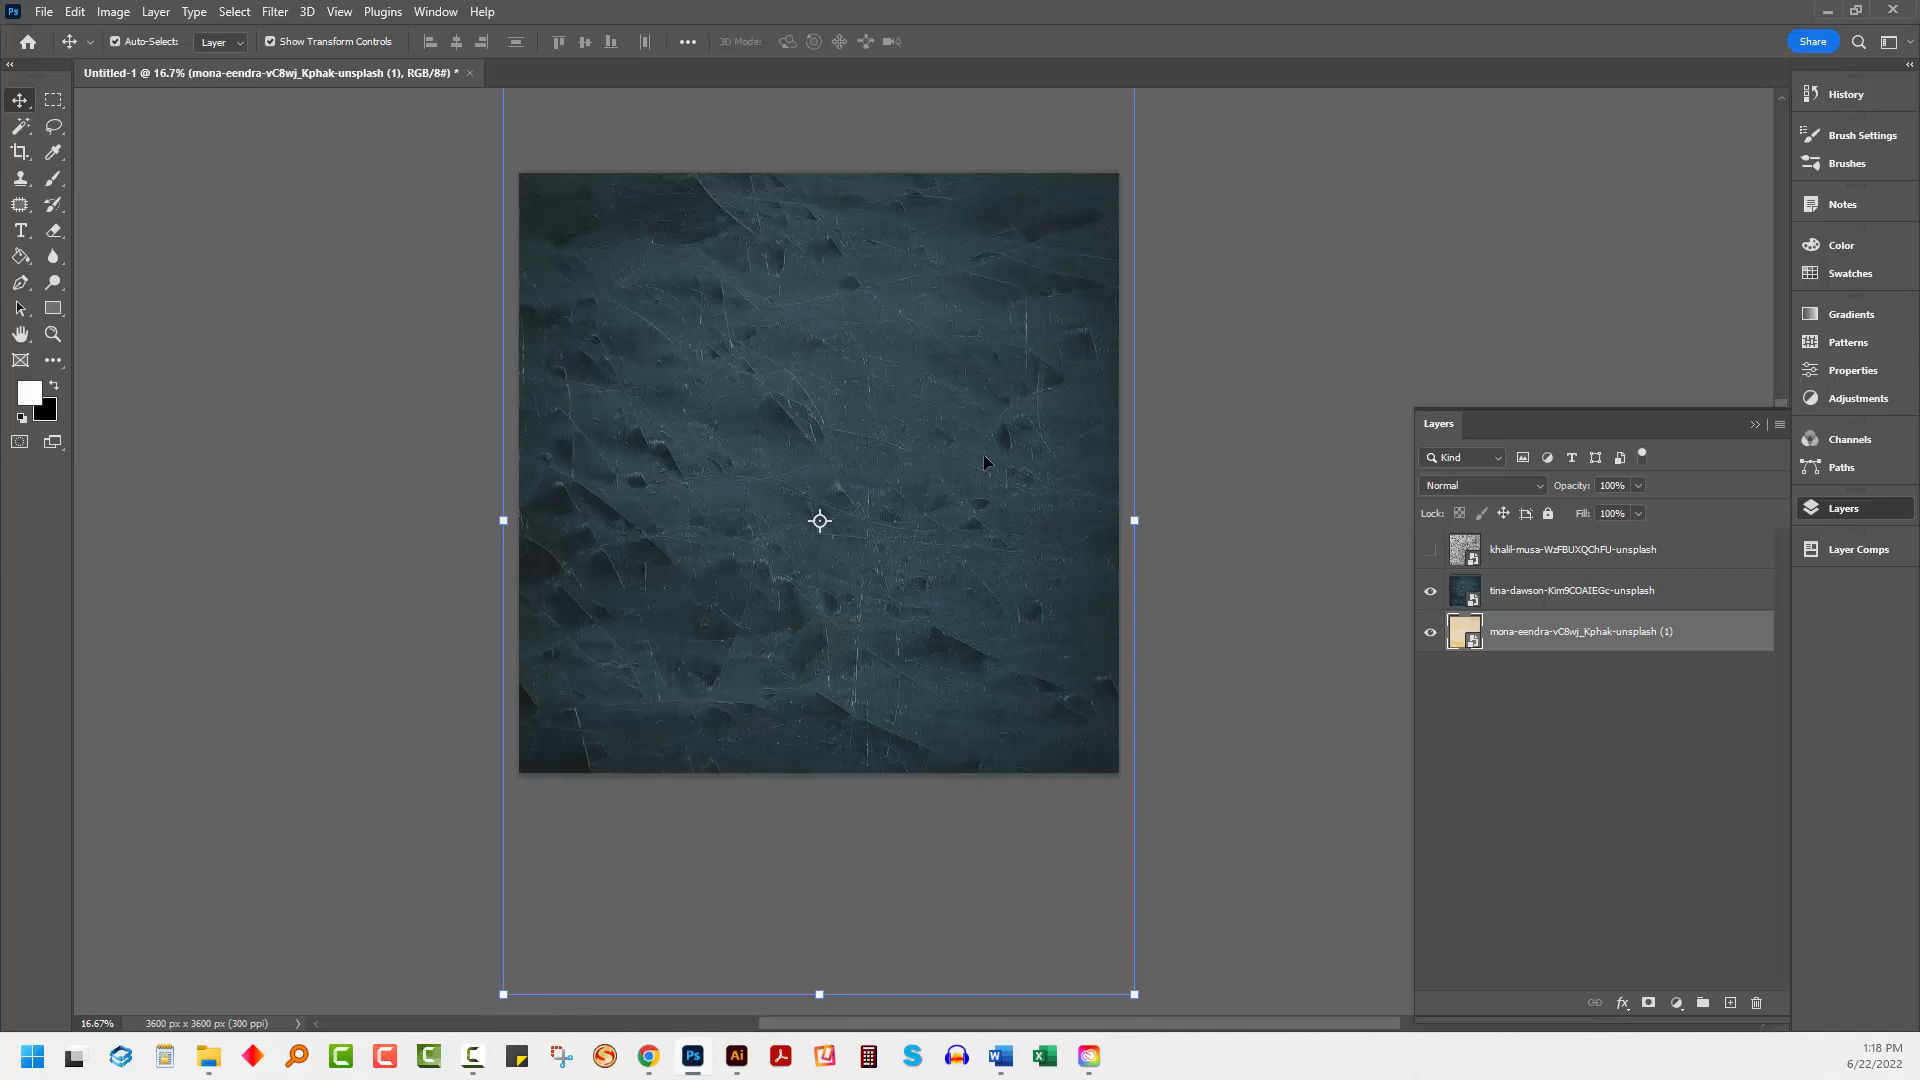 Ps File Edit Image Layer Type Select Filter 3D View Plugins Window Help
Auto-Select: Layer Show Transform Controls 3D Mode: Share
Untitled-1 @ 16.7% (mona-eendra-vC8wj_Kphak-unsplash (1), RGB/8#) * ×
History
Brush Settings
Brushes
Notes
Color
Swatches
Gradients
Patterns
Properties
Adjustments
Channels
Paths
Layers
Layer Comps
Layers
Kind
Normal Opacity: 100%
Lock: Fill: 100%
khalil-musa-WzFBUXQChFU-unsplash
tina-dawson-Kim9COAIEGc-unsplash
mona-eendra-vC8wj_Kphak-unsplash (1)
fx
16.67% 3600 px x 3600 px (300 ppi)
Ps Ai
1:18 PM
6/22/2022